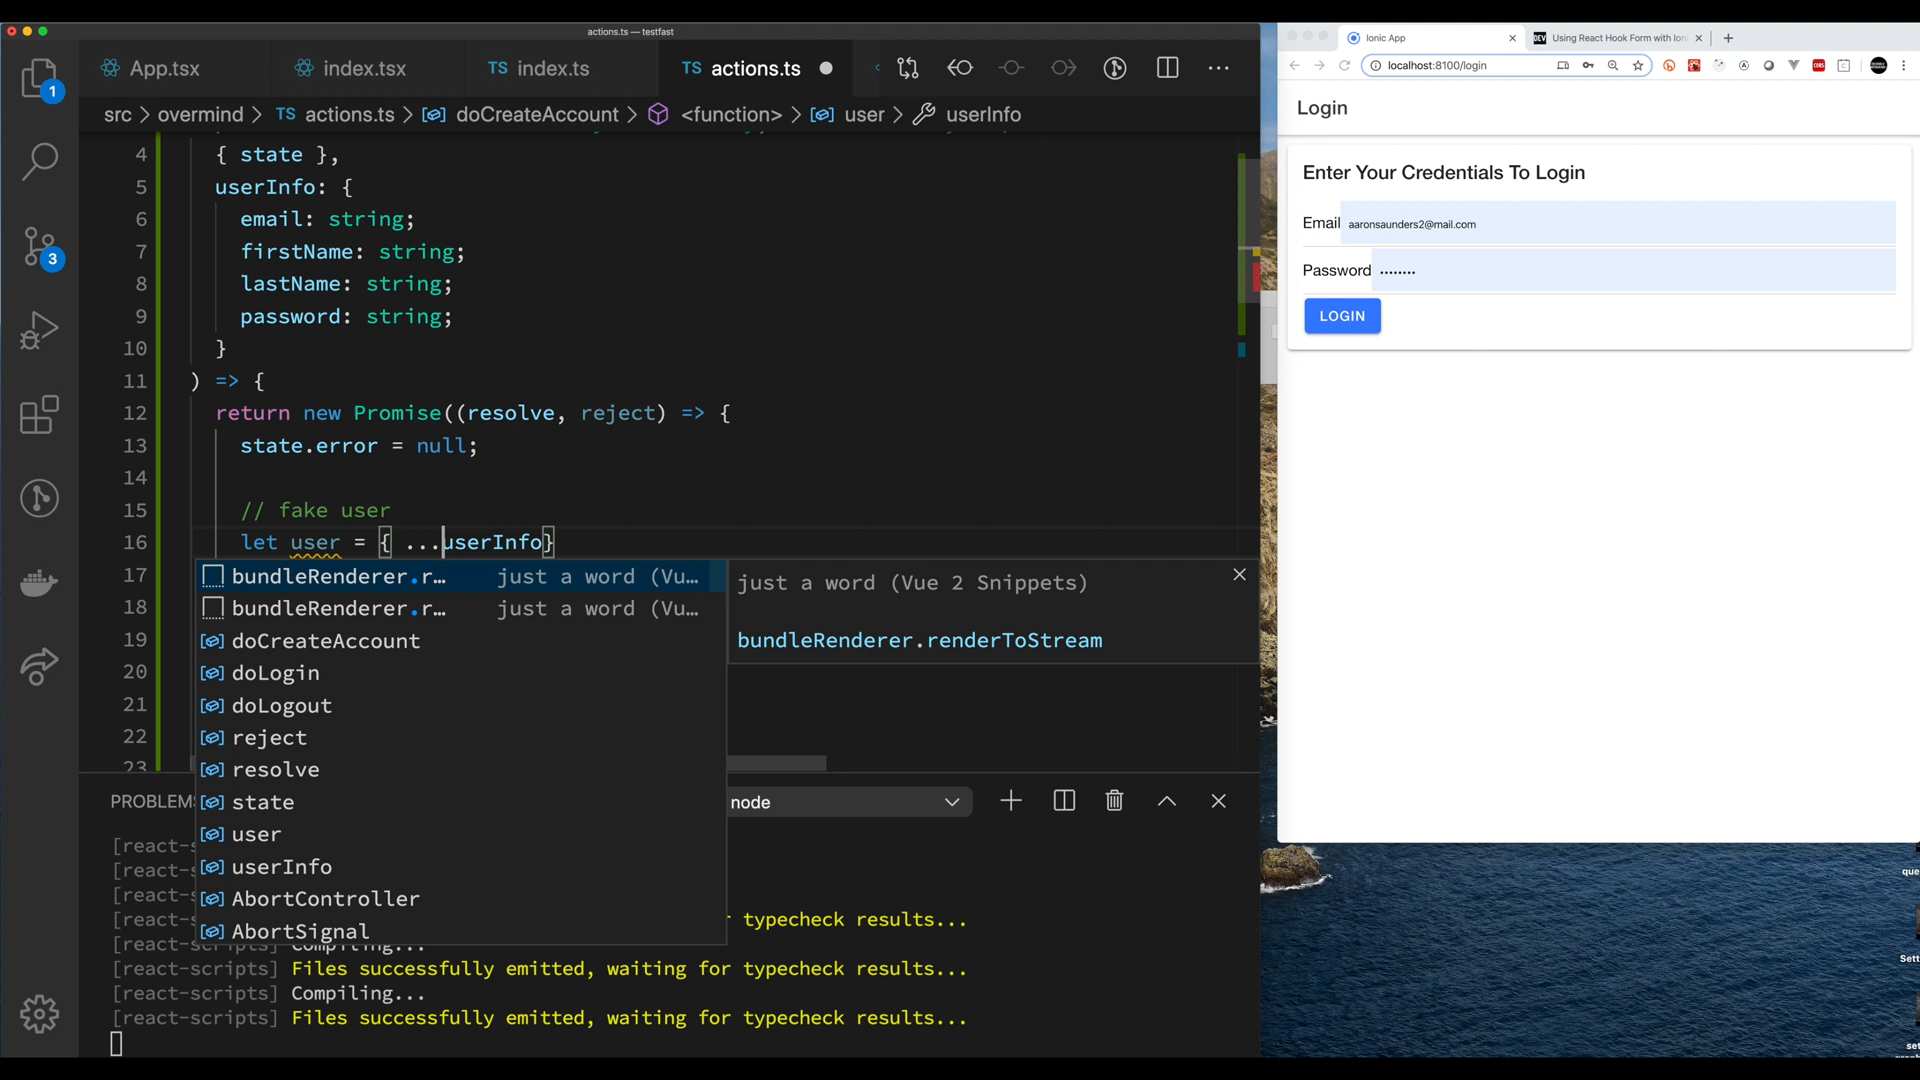 actions.ts — testfast
App.tsx
index.tsx
TS index.ts
TS actions.ts
1
src > overmind > TS actions.ts > doCreateAccount > <function> > user > userInfo
4 { state },
5 userInfo: {
6 email: string;
7 firstName: string;
8 lastName: string;
9 password: string;
10 }
11 ) => {
12 return new Promise((resolve, reject) => {
13 state.error = null;
14
15 // fake user
16 let user = { ...userInfo}
17
18
19
20
21
22
23
3
bundleRenderer.r… just a word (Vu…
bundleRenderer.r… just a word (Vu…
doCreateAccount
doLogin
doLogout
reject
resolve
state
user
userInfo
AbortController
AbortSignal
just a word (Vue 2 Snippets)
bundleRenderer.renderToStream
PROBLEMS
node
[react-s
[react-s
[react-s
[react-s r typecheck results...
[react-scripts] Compiling...
[react-scripts] Files successfully emitted, waiting for typecheck results...
[react-scripts] Compiling...
[react-scripts] Files successfully emitted, waiting for typecheck results...
Ionic App
DEV Using React Hook Form with Ion
localhost:8100/login
CORS
Login
Enter Your Credentials To Login
Email aaronsaunders2@mail.com
Password ••••••••
LOGIN
que
Sett
set